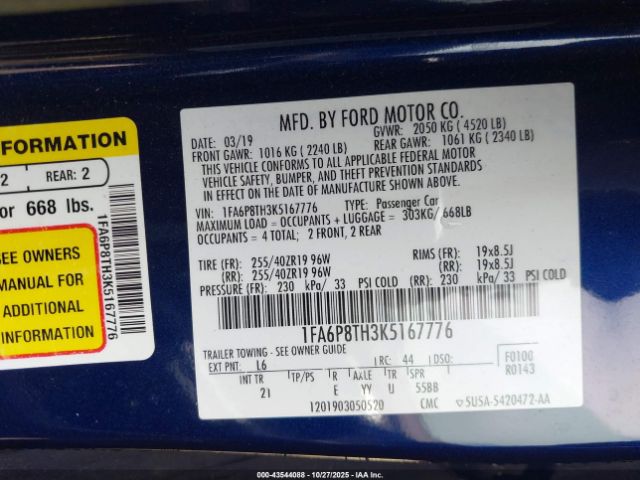 FORMATION
2 REAR: 2
or 668 lbs.
SEE OWNERS
MANUAL FOR
ADDITIONAL
INFORMATION
1FA6P8TH3K5167776
MFD. BY FORD MOTOR CO.
DATE: 03/19 GVWR: 2050 KG ( 4520 LB)
FRONT GAWR: 1016 KG ( 2240 LB) REAR GAWR: 1061 KG ( 2340 LB)
THIS VEHICLE CONFORMS TO ALL APPLICABLE FEDERAL MOTOR
VEHICLE SAFETY, BUMPER, AND THEFT PREVENTION STANDARDS
IN EFFECT ON THE DATE OF MANUFACTURE SHOWN ABOVE.
VIN: 1FA6P8TH3K5167776 TYPE: Passenger Car
MAXIMUM LOAD = OCCUPANTS + LUGGAGE = 303KG/ 668LB
OCCUPANTS = 4 TOTAL; 2 FRONT, 2 REAR
TIRE (FR): 255/40ZR19 96W RIMS (FR): 19x8.5J
(RR): 255/40ZR19 96W (RR): 19x8.5J
PRESSURE (FR): 230 kPa/ 33 PSI COLD (RR): 230 kPa/ 33 PSI COLD
1FA6P8TH3K5167776
TRAILER TOWING - SEE OWNER GUIDE
EXT PNT: L6 RC: 44 DSO: F0100
INT TR TP/PS R AXLE TR SPR R0143
21 E YY U 55BB
1201903050520 CMC 5U5A-5420472-AA
000-43544088 - 10/27/2025 - IAA Inc.